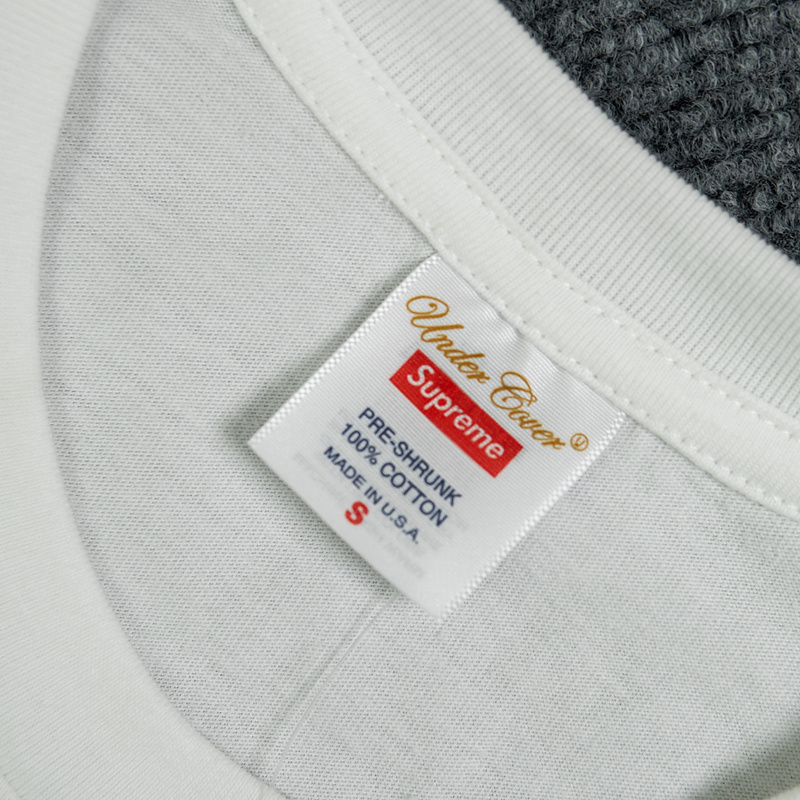 Under Cover
Supreme
PRE-SHRUNK
100% COTTON
MADE IN U.S.A.
S